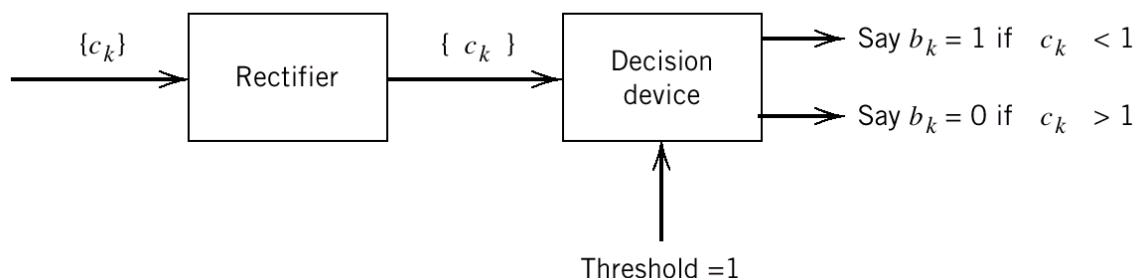 {c_k}
Rectifier
{ c_k }
Decision
device
Say b_k = 1 if c_k < 1
Say b_k = 0 if c_k > 1
Threshold =1